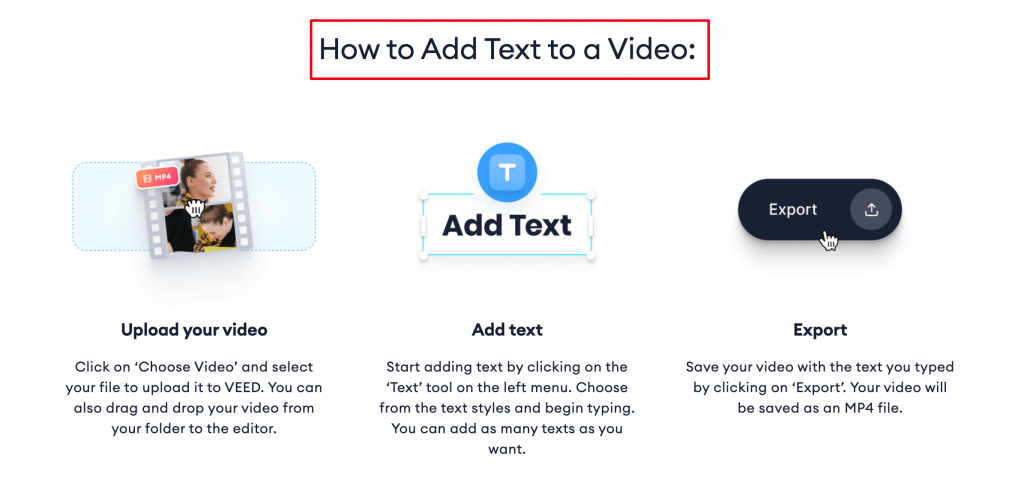 How to Add Text to a Video:
MP4
T
Add Text
Export
Upload your video
Click on ‘Choose Video’ and select
your file to upload it to VEED. You can
also drag and drop your video from
your folder to the editor.
Add text
Start adding text by clicking on the
‘Text’ tool on the left menu. Choose
from the text styles and begin typing.
You can add as many texts as you
want.
Export
Save your video with the text you typed
by clicking on ‘Export’. Your video will
be saved as an MP4 file.